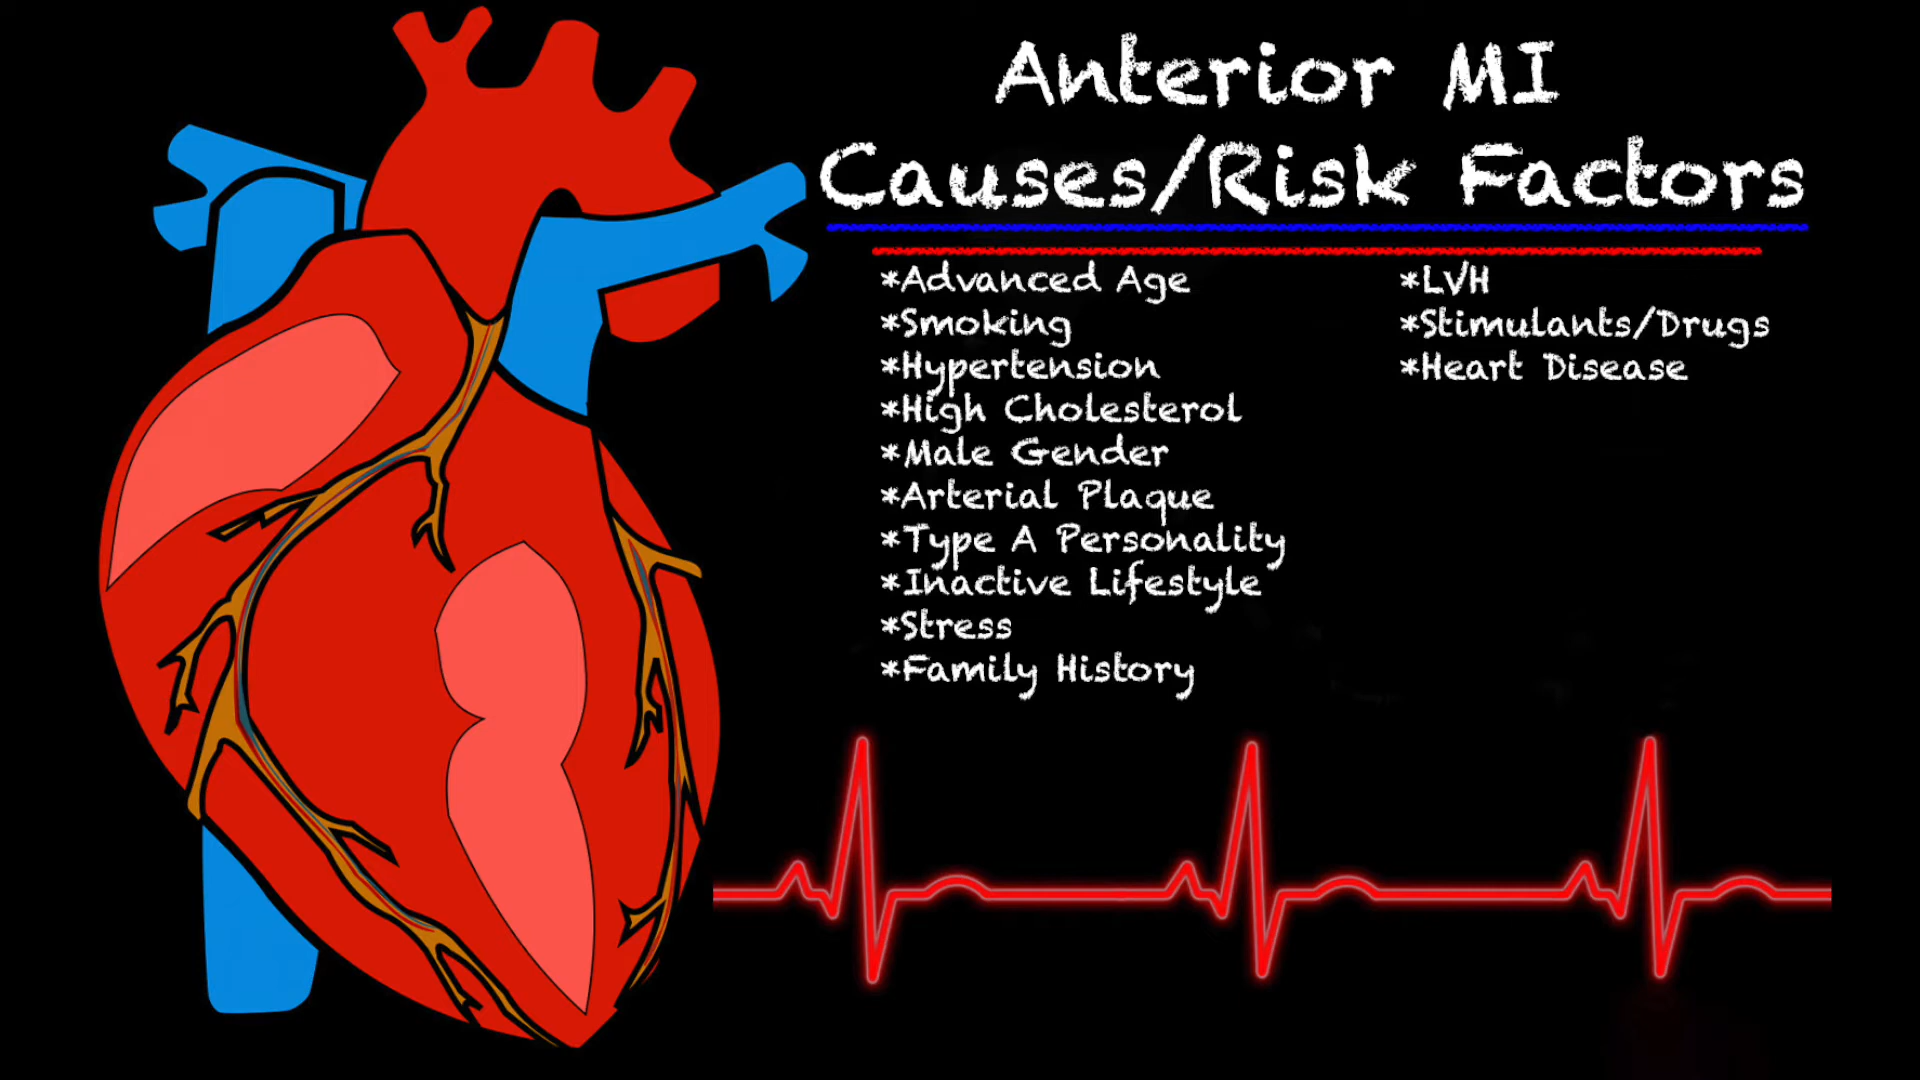 Anterior MI
Causes/Risk Factors
*Advanced Age
*Smoking
*Hypertension
*High Cholesterol
*Male Gender
*Arterial Plaque
*Type A Personality
*Inactive Lifestyle
*Stress
*Family History
*LVH
*Stimulants/Drugs
*Heart Disease